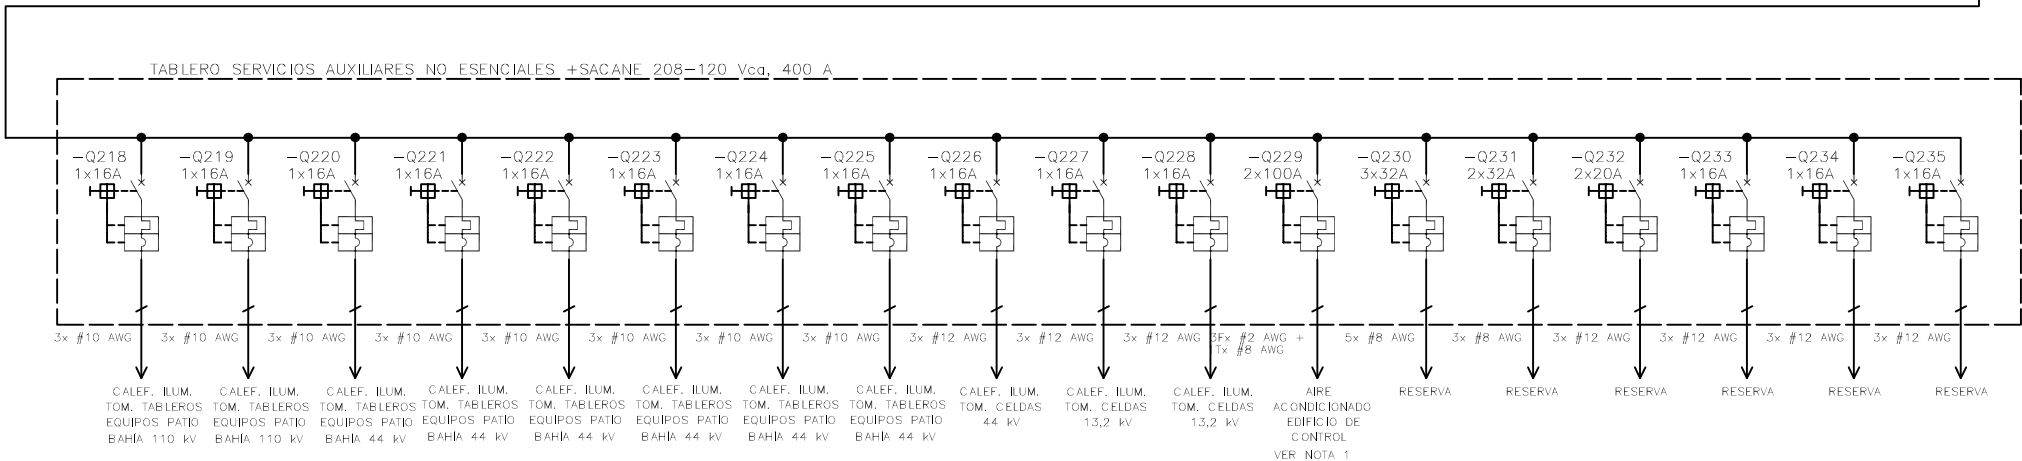 TABLERO SERVICIOS AUXILIARES NO ESENCIALES +SACANE 208-120 Vca, 400 A
-Q218
1x16A
-Q219
1x16A
-Q220
1x16A
-Q221
1x16A
-Q222
1x16A
-Q223
1x16A
-Q224
1x16A
-Q225
1x16A
-Q226
1x16A
-Q227
1x16A
-Q228
1x16A
-Q229
2x100A
-Q230
3x32A
-Q231
2x32A
-Q232
2x20A
-Q233
1x16A
-Q234
1x16A
-Q235
1x16A
3x #10 AWG
3x #10 AWG
3x #10 AWG
3x #10 AWG
3x #10 AWG
3x #10 AWG
3x #10 AWG
3x #10 AWG
3x #12 AWG
3x #12 AWG
3x #12 AWG
3Fx #2 AWG +
1Tx #8 AWG
5x #8 AWG
3x #8 AWG
3x #12 AWG
3x #12 AWG
3x #12 AWG
3x #12 AWG
CALEF. ILUM.
TOM. TABLEROS
EQUIPOS PATIO
BAHÍA 110 kV
CALEF. ILUM.
TOM. TABLEROS
EQUIPOS PATIO
BAHÍA 110 kV
CALEF. ILUM.
TOM. TABLEROS
EQUIPOS PATIO
BAHÍA 44 kV
CALEF. ILUM.
TOM. TABLEROS
EQUIPOS PATIO
BAHÍA 44 kV
CALEF. ILUM.
TOM. TABLEROS
EQUIPOS PATIO
BAHÍA 44 kV
CALEF. ILUM.
TOM. TABLEROS
EQUIPOS PATIO
BAHÍA 44 kV
CALEF. ILUM.
TOM. TABLEROS
EQUIPOS PATIO
BAHÍA 44 kV
CALEF. ILUM.
TOM. TABLEROS
EQUIPOS PATIO
BAHÍA 44 kV
CALEF. ILUM.
TOM. CELDAS
44 kV
CALEF. ILUM.
TOM. CELDAS
13,2 kV
CALEF. ILUM.
TOM. CELDAS
13,2 kV
AIRE
ACONDICIONADO
EDIFICIO DE
CONTROL
VER NOTA 1
RESERVA
RESERVA
RESERVA
RESERVA
RESERVA
RESERVA